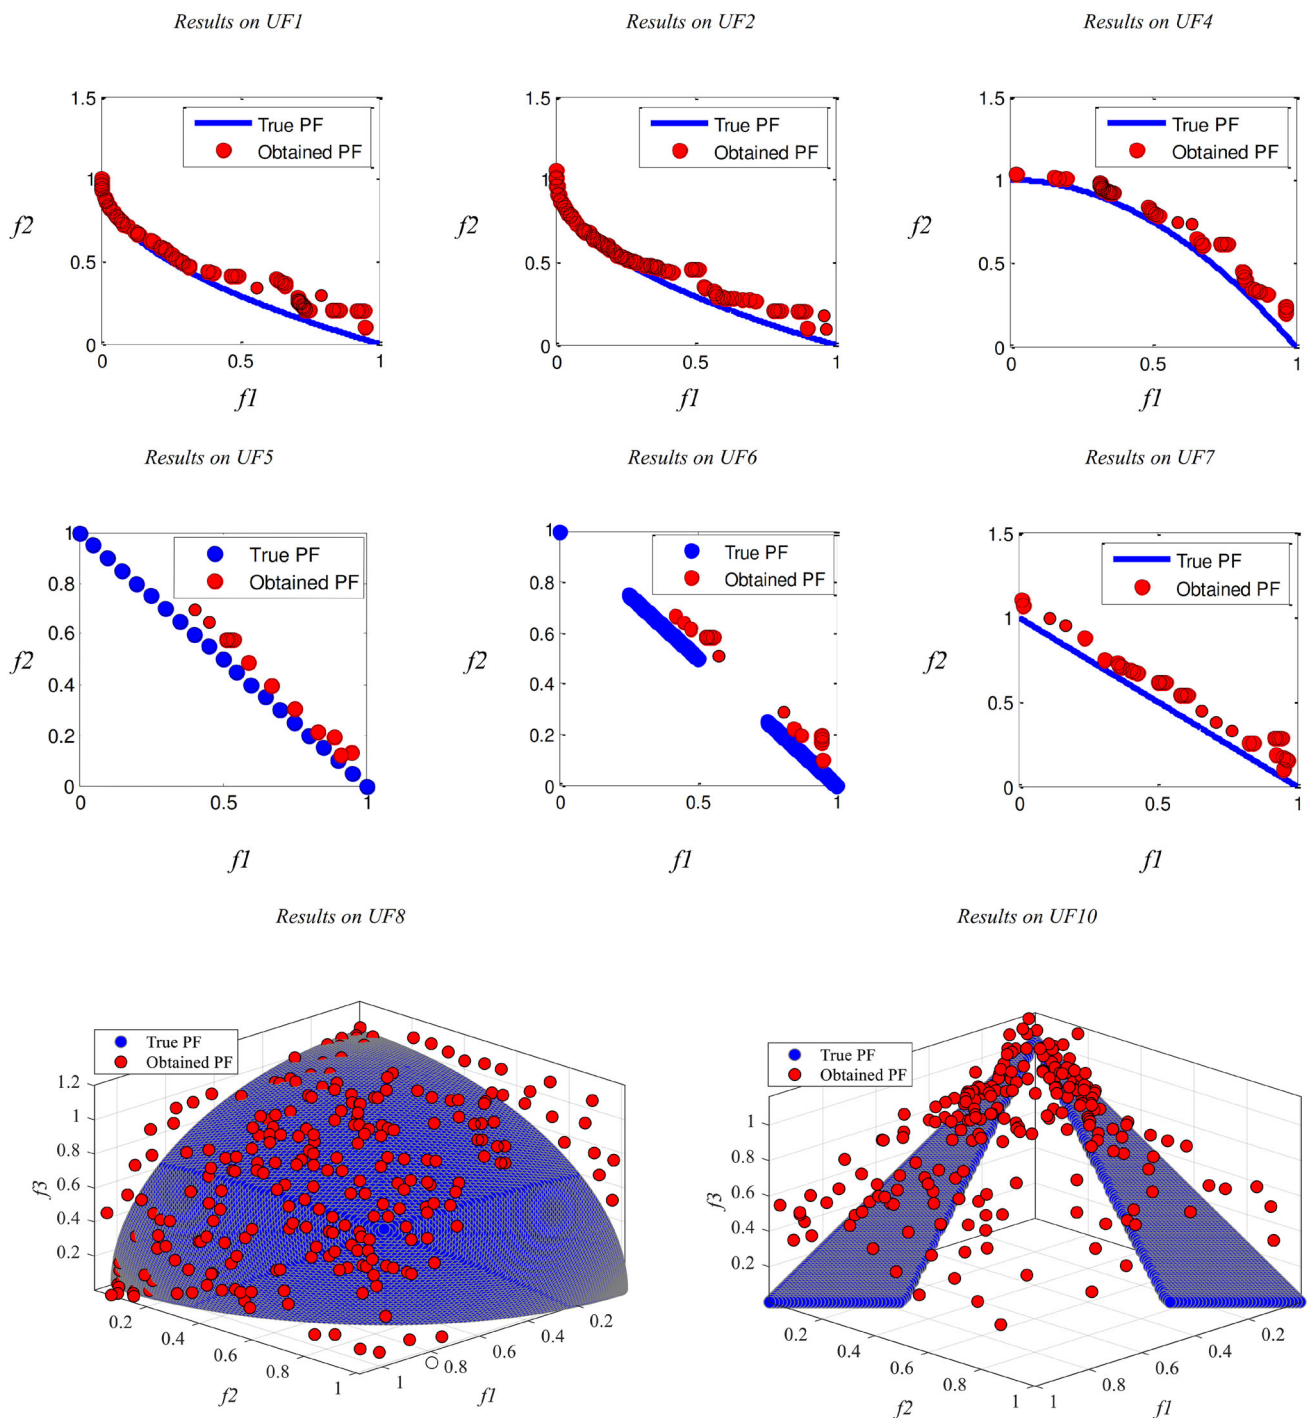 Results on UF1
Results on UF2
Results on UF4
1.5
1
0.5
0
0.5
1
f2
f1
True PF
Obtained PF
1.5
1
0.5
0
0
0.5
1
f2
f1
True PF
Obtained PF
1.5
1
0.5
0
0
0.5
1
f2
f1
True PF
Obtained PF
Results on UF5
Results on UF6
Results on UF7
1
0.8
0.6
0.4
0.2
0
0
0.5
1
f2
f1
True PF
Obtained PF
1
0.8
0.6
0.4
0.2
0
0
0.5
1
f2
f1
True PF
Obtained PF
1.5
1
0.5
0
0
0.5
1
f2
f1
True PF
Obtained PF
Results on UF8
Results on UF10
True PF
Obtained PF
1.2
1
0.8
0.6
0.4
0.2
f3
0.2
0.4
0.6
0.8
1
f2
1
0.8
0.6
0.4
0.2
f1
True PF
Obtained PF
1
0.8
0.6
0.4
0.2
f3
0.2
0.4
0.6
0.8
1
f2
1
0.8
0.6
0.4
0.2
f1